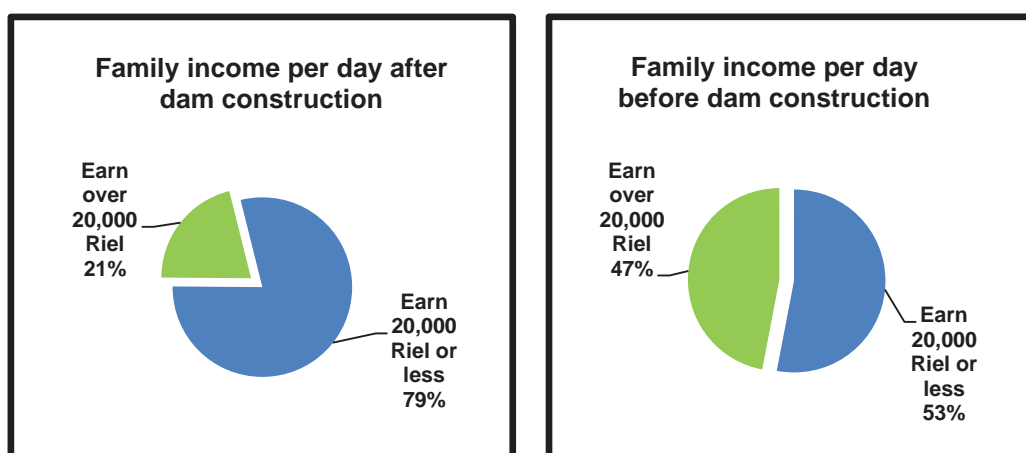 Family income per day after
dam construction
Earn
over
20,000
Riel
21%
Earn
20,000
Riel or
less
79%
Family income per day
before dam construction
Earn
over
20,000
Riel
47%
Earn
20,000
Riel or
less
53%